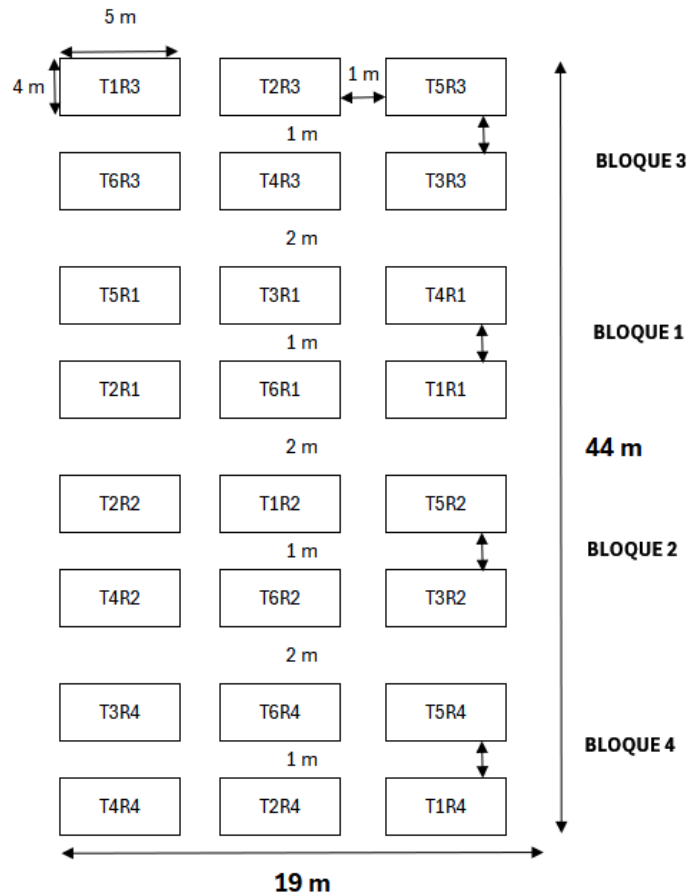 5 m
4 m
T1R3
T2R3
1 m
T5R3
1 m
T6R3
T4R3
T3R3
BLOQUE 3
2 m
T5R1
T3R1
T4R1
1 m
BLOQUE 1
T2R1
T6R1
T1R1
2 m
44 m
T2R2
T1R2
T5R2
1 m
BLOQUE 2
T4R2
T6R2
T3R2
2 m
T3R4
T6R4
T5R4
1 m
BLOQUE 4
T4R4
T2R4
T1R4
19 m